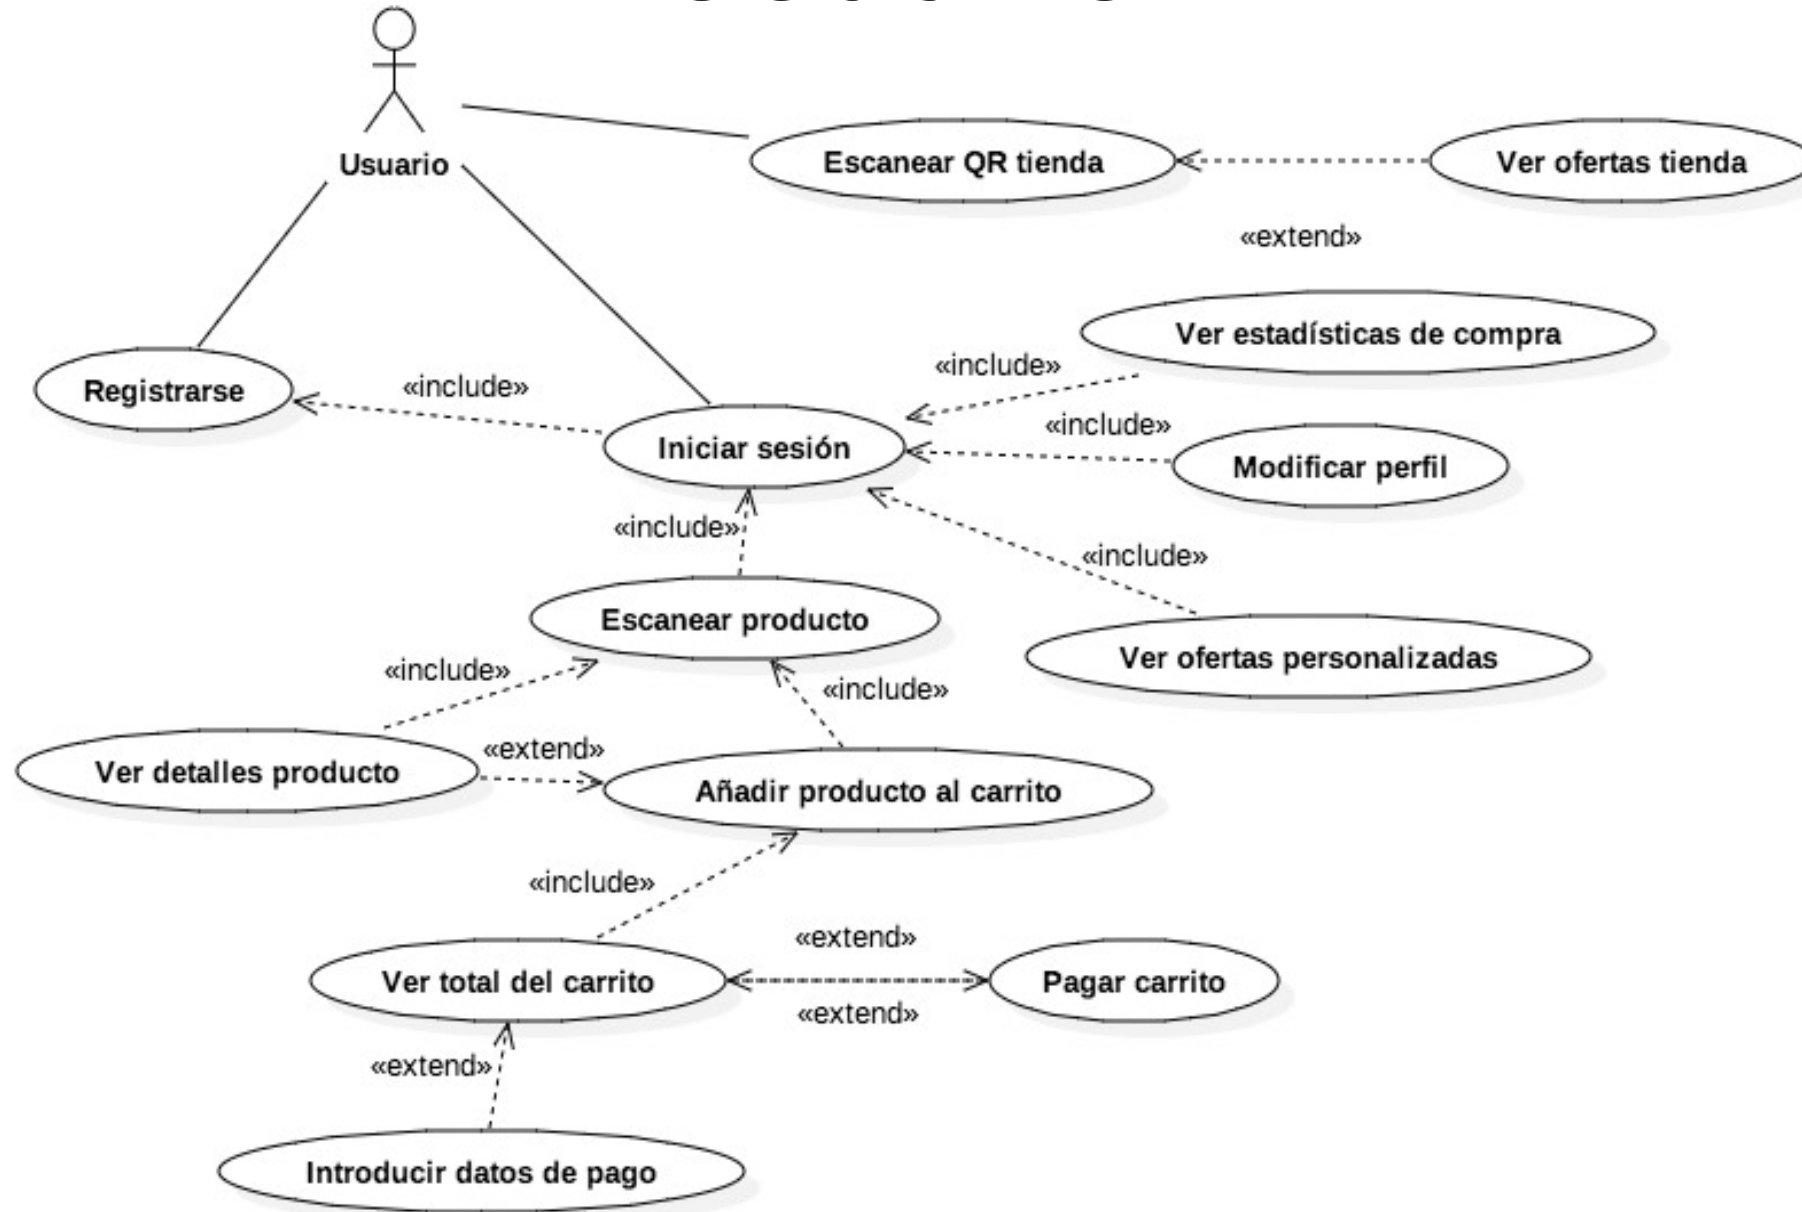 Usuario
Escanear QR tienda
Ver ofertas tienda
«extend»
Ver estadísticas de compra
«include»
Registrarse
«include»
Iniciar sesión
«include»
Modificar perfil
«include»
«include»
Escanear producto
Ver ofertas personalizadas
«include»
«include»
Ver detalles producto
«extend»
Añadir producto al carrito
«include»
Ver total del carrito
«extend»
«extend»
Pagar carrito
«extend»
Introducir datos de pago